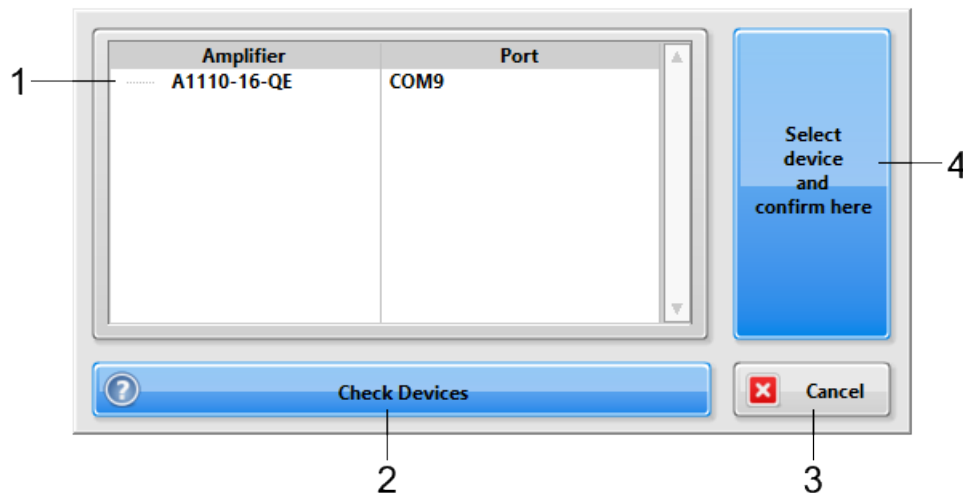 Amplifier Port
1 A1110-16-QE COM9
Select
device
and
confirm here
4
Check Devices
Cancel
2
3